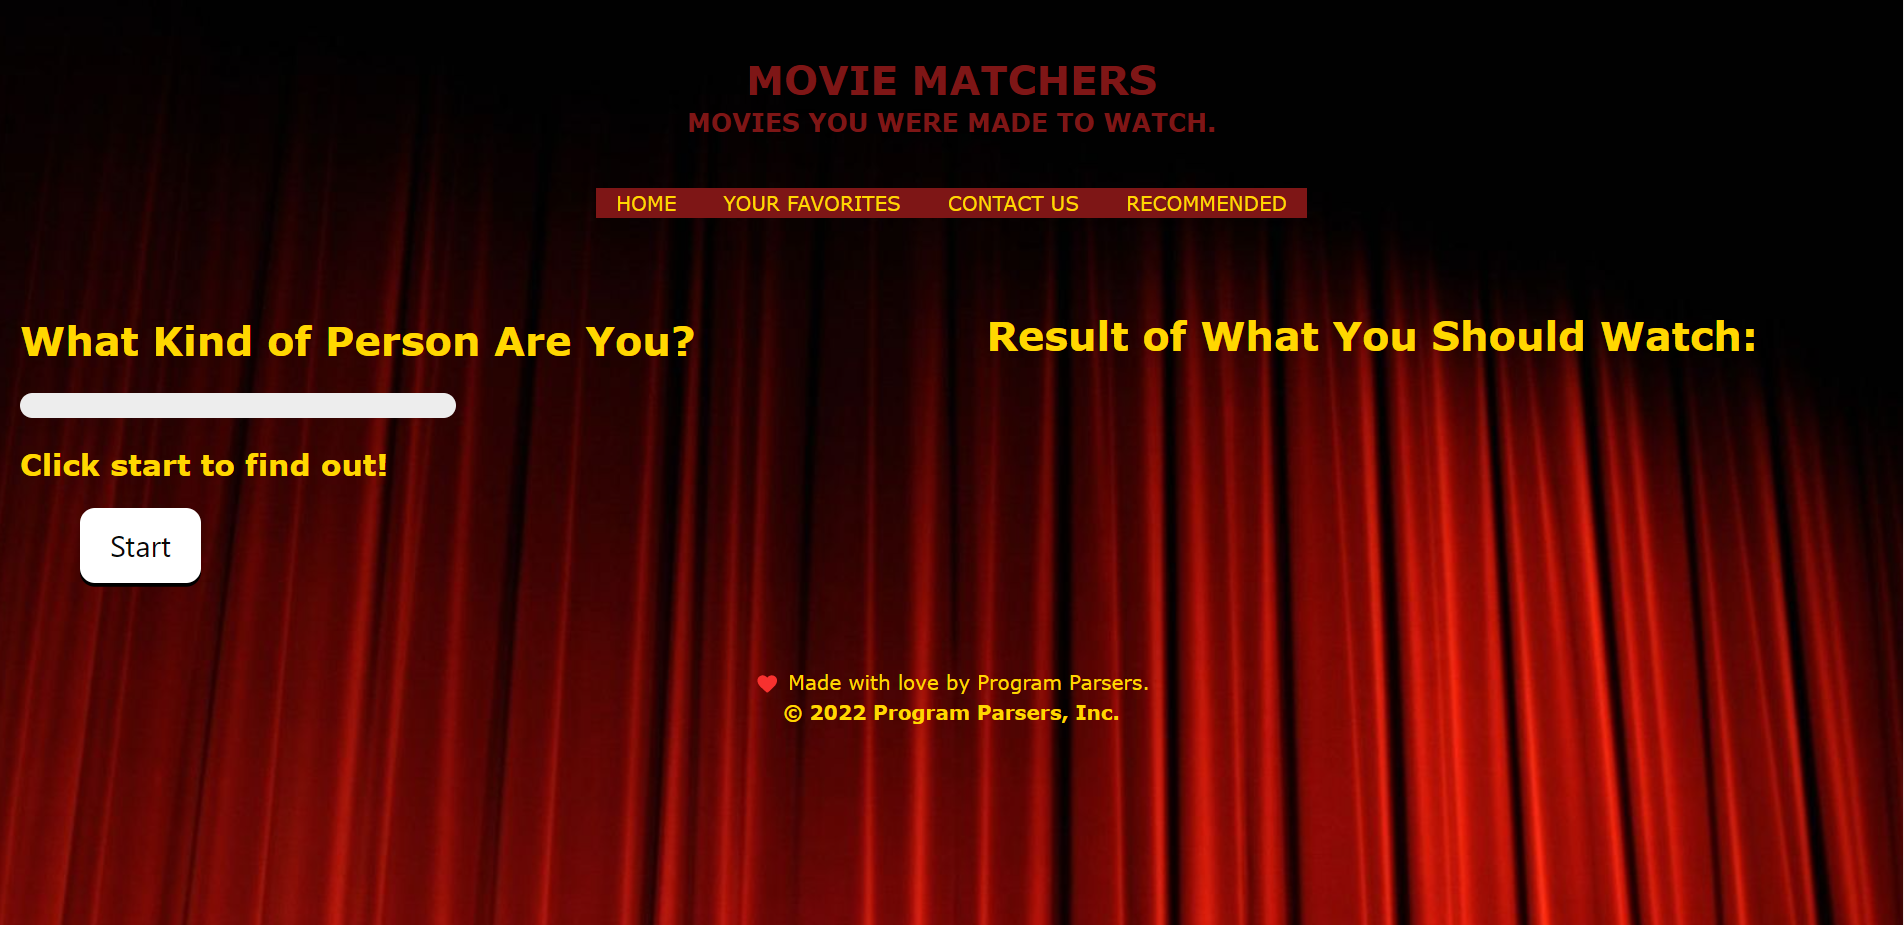 MOVIE MATCHERS
MOVIES YOU WERE MADE TO WATCH.
HOME YOUR FAVORITES CONTACT US RECOMMENDED
What Kind of Person Are You?
Click start to find out!
Start
Result of What You Should Watch:
Made with love by Program Parsers.
© 2022 Program Parsers, Inc.